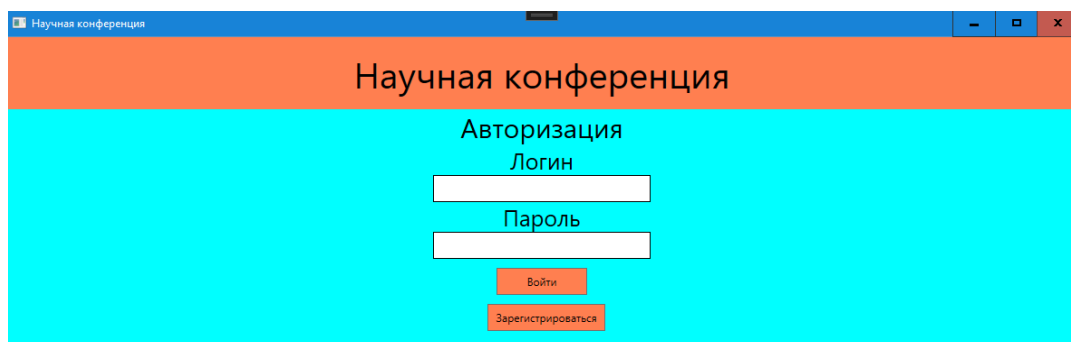 Научная конференция
Научная конференция
Авторизация
Логин
Пароль
Войти
Зарегистрироваться